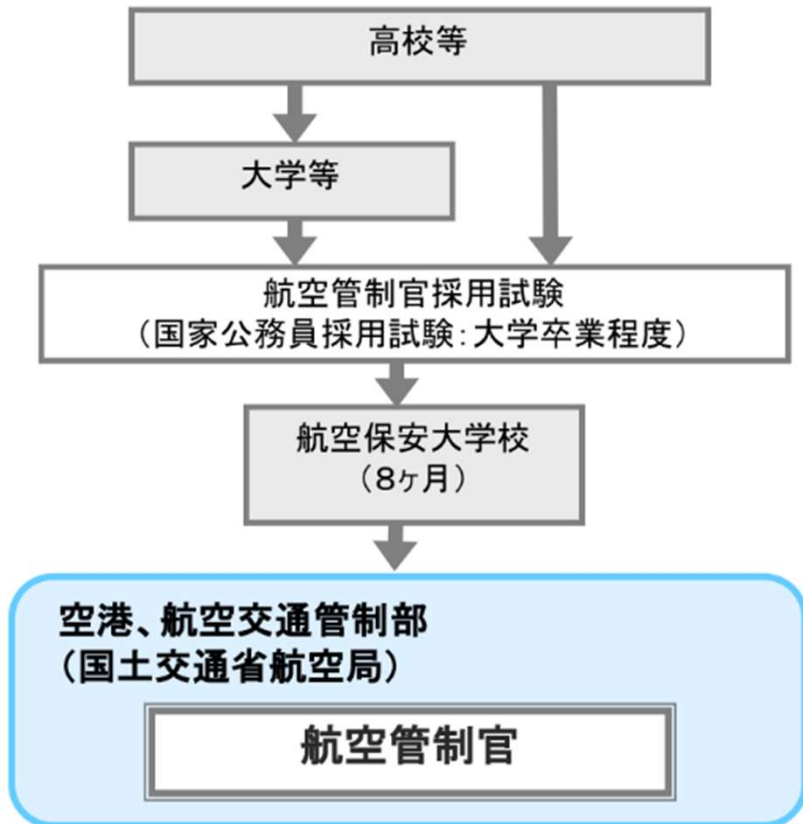 高校等
大学等
航空管制官採用試験
（国家公務員採用試験：大学卒業程度）
航空保安大学校
（8ヶ月）
空港、航空交通管制部
（国土交通省航空局）
航空管制官